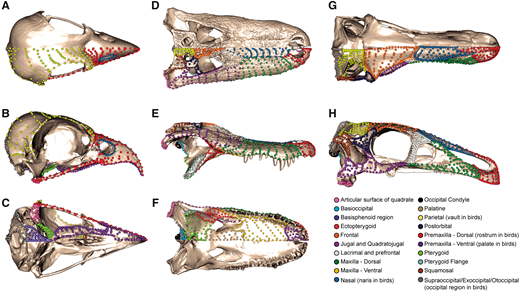 A
D
G
B
E
H
C
F
Articular surface of quadrate
Basioccipital
Basisphenoid region
Ectopterygoid
Frontal
Jugal and Quadratojugal
Lacrimal and prefrontal
Maxilla - Dorsal
Maxilla - Ventral
Nasal (naris in birds)
Occipital Condyle
Palatine
Parietal (vault in birds)
Postorbital
Premaxilla - Dorsal (rostrum in birds)
Premaxilla - Ventral (palate in birds)
Pterygoid
Pterygoid Flange
Squamosal
Supraoccipital/Exoccipital/Otoccipital
(occipital region in birds)